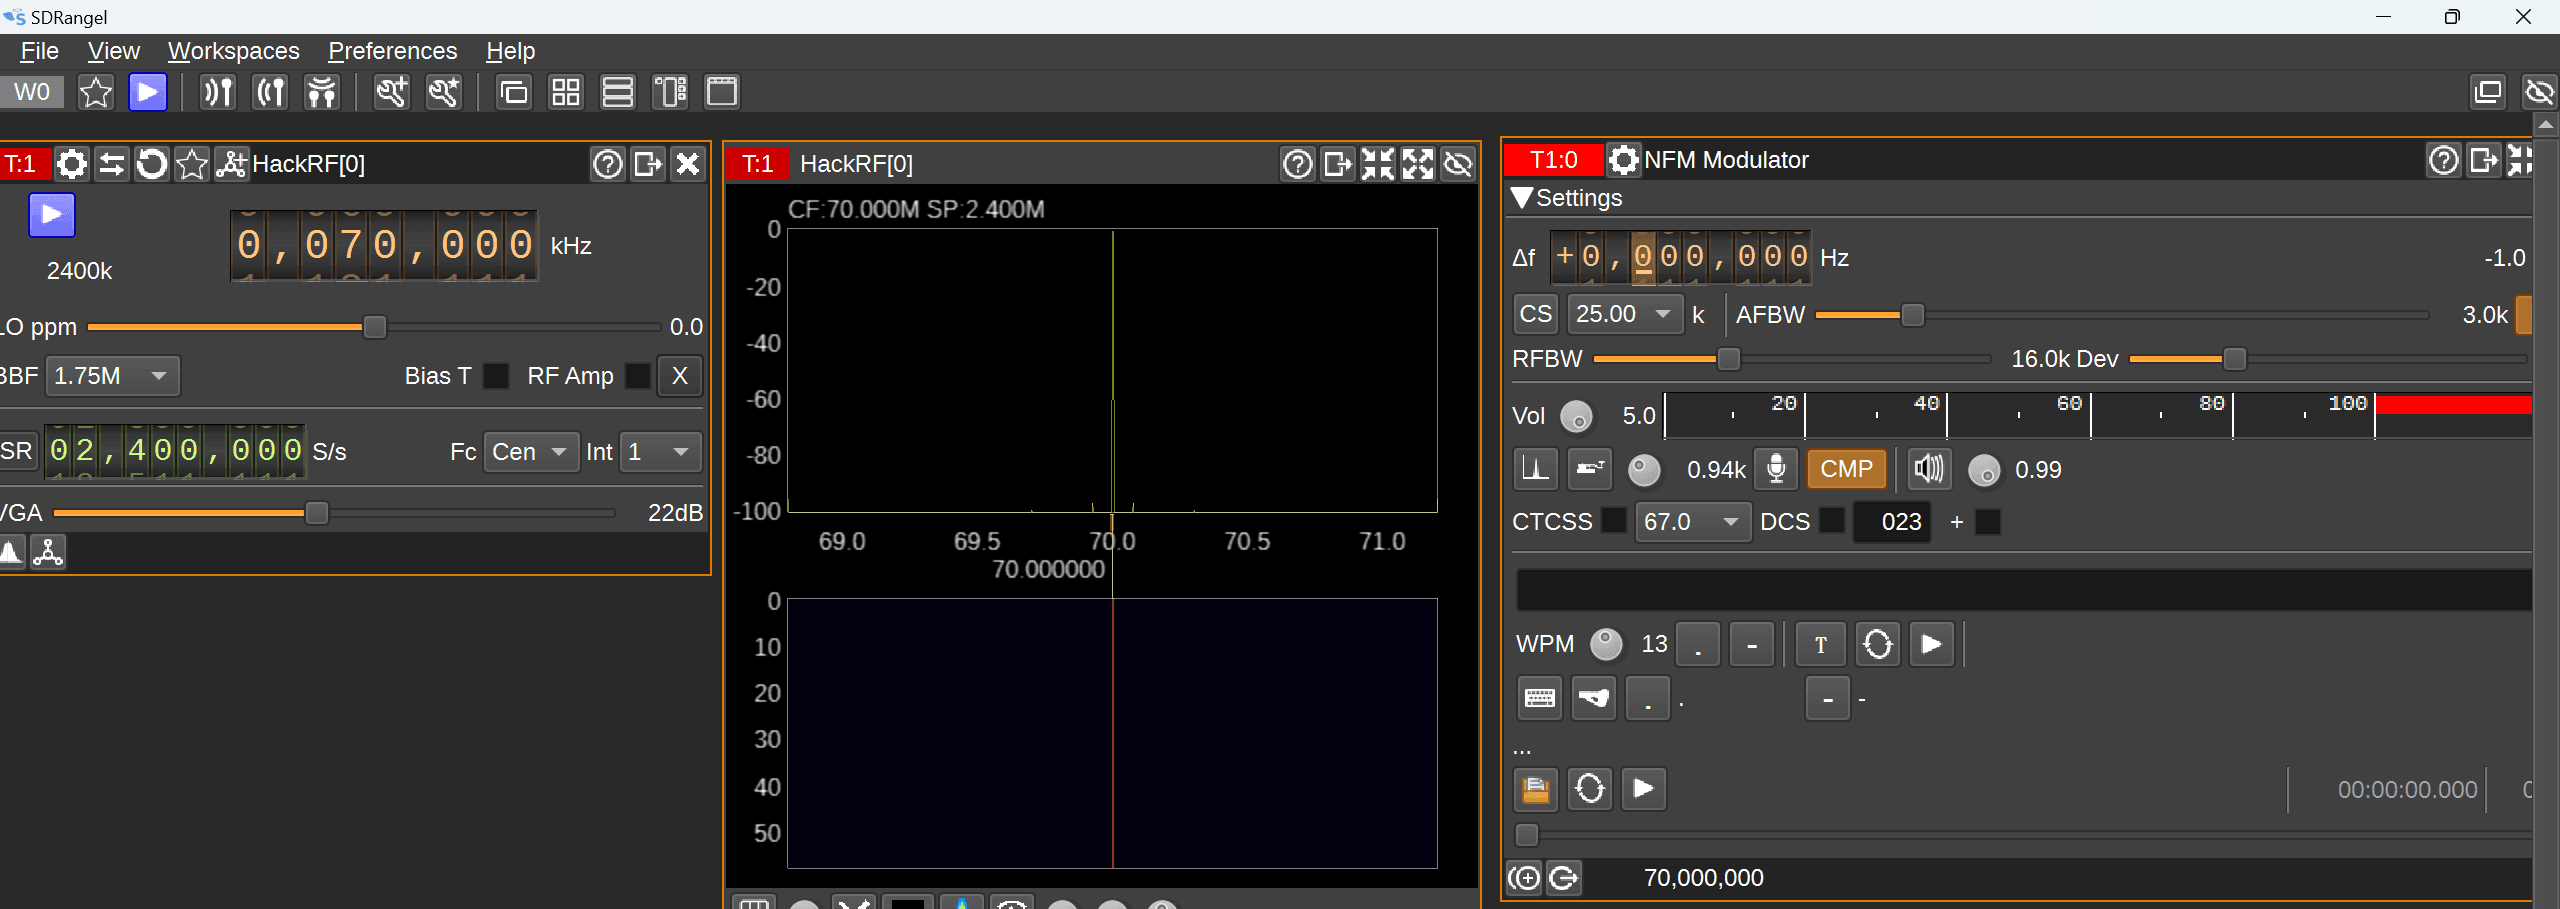 SDRangel
File View Workspaces Preferences Help
W0
T:1 HackRF[0]
0,070,000 kHz
2400k
LO ppm 0.0
BBF 1.75M Bias T RF Amp X
SR 02,400,000 S/s Fc Cen Int 1
VGA 22dB
T:1 HackRF[0]
CF:70.000M SP:2.400M
0
-20
-40
-60
-80
-100
69.0 69.5 70.0 70.5 71.0
70.000000
0
10
20
30
40
50
T1:0 NFM Modulator
Settings
Δf +0,000,000 Hz -1.0
CS 25.00 k AFBW 3.0k
RFBW 16.0k Dev
Vol 5.0 20 40 60 80 100
0.94k CMP 0.99
CTCSS 67.0 DCS 023 +
WPM 13 . - T
. . - -
...
00:00:00.000
70,000,000